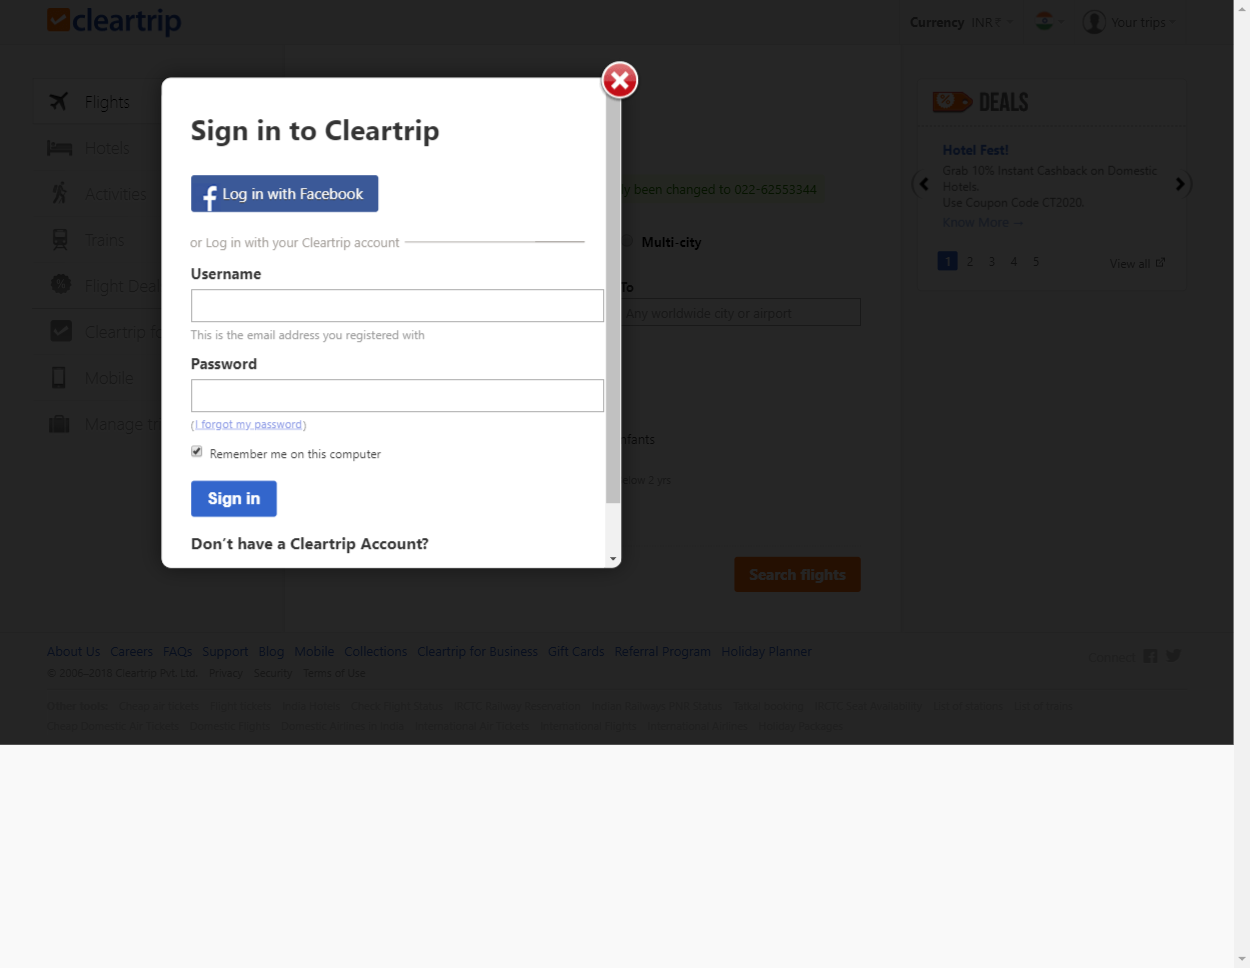 cleartrip
Currency INR₹
Your trips
Flights
Hotels
Activities
Trains
Flight Dea
Cleartrip fo
Mobile
Manage t
Sign in to Cleartrip
f Log in with Facebook
or Log in with your Cleartrip account
Username
This is the email address you registered with
Password
(I forgot my password)
Remember me on this computer
Sign in
Don't have a Cleartrip Account?
y been changed to 022-62553344
Multi-city
To
Any worldwide city or airport
nfants
elow 2 yrs
Search flights
% DEALS
Hotel Fest!
Grab 10% Instant Cashback on Domestic
Hotels.
Use Coupon Code CT2020.
Know More →
1 2 3 4 5
View all
About Us Careers FAQs Support Blog Mobile Collections Cleartrip for Business Gift Cards Referral Program Holiday Planner
© 2006–2018 Cleartrip Pvt. Ltd. Privacy Security Terms of Use
Connect